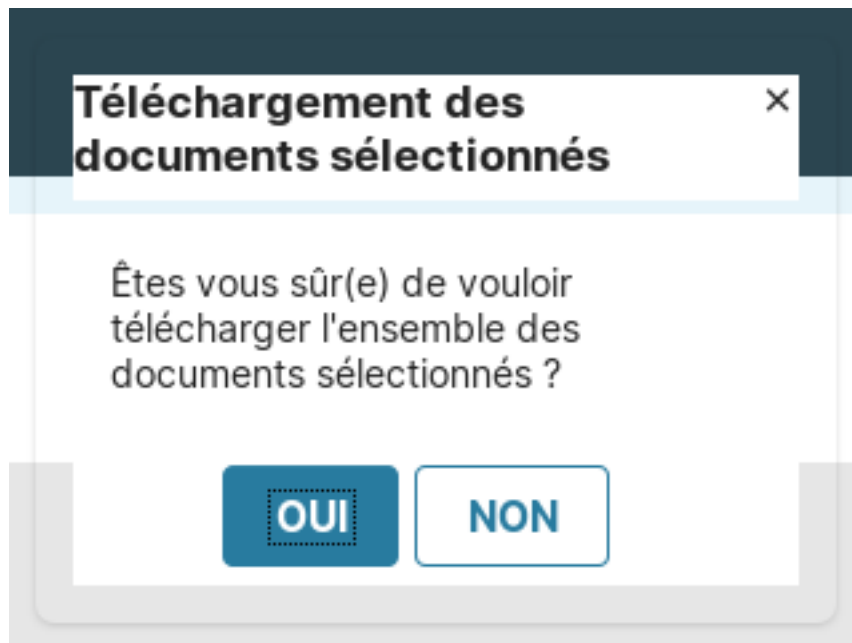 Téléchargement des
documents sélectionnés
×
Êtes vous sûr(e) de vouloir
télécharger l'ensemble des
documents sélectionnés ?
OUI
NON